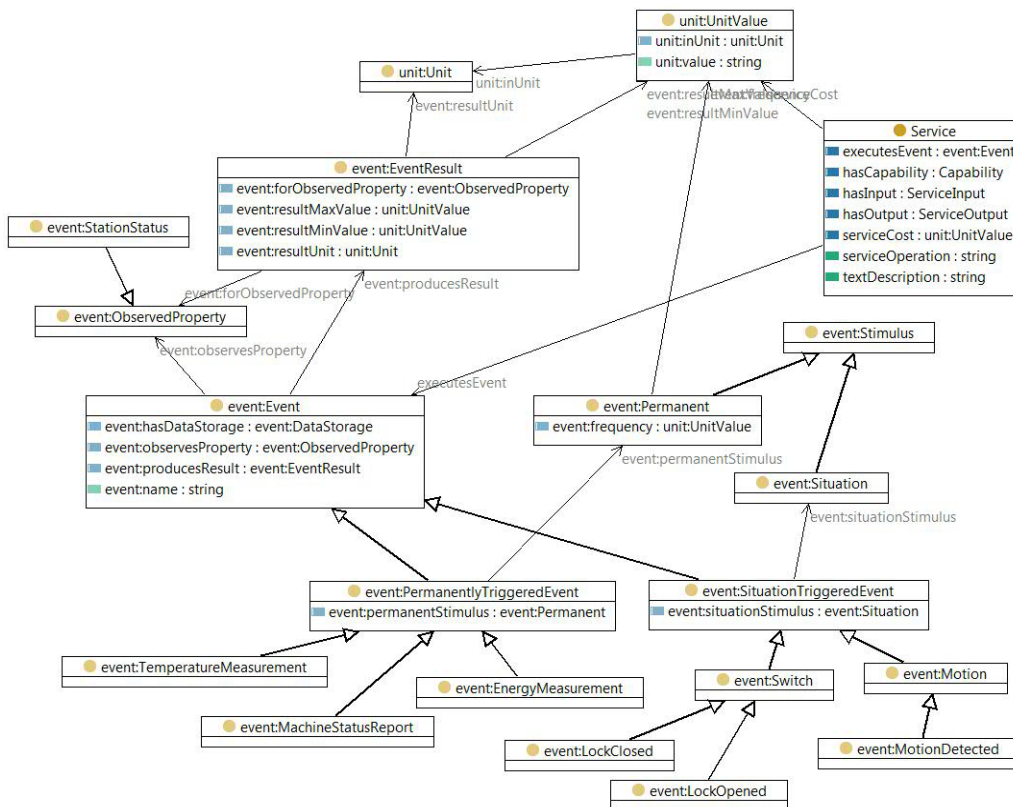 unit:UnitValue
unit:inUnit : unit:Unit
unit:value : string
unit:Unit
unit:inUnit
event:resultUnit
event:resultMinValue
Service
executesEvent : event:Event
hasCapability : Capability
hasInput : ServiceInput
hasOutput : ServiceOutput
serviceCost : unit:UnitValue
serviceOperation : string
textDescription : string
event:EventResult
event:forObservedProperty : event:ObservedProperty
event:resultMaxValue : unit:UnitValue
event:resultMinValue : unit:UnitValue
event:resultUnit : unit:Unit
event:StationStatus
event:producesResult
event:forObservedProperty
event:ObservedProperty
event:observesProperty
event:Stimulus
executesEvent
event:Event
event:hasDataStorage : event:DataStorage
event:observesProperty : event:ObservedProperty
event:producesResult : event:EventResult
event:name : string
event:Permanent
event:frequency : unit:UnitValue
event:permanentStimulus
event:Situation
event:situationStimulus
event:PermanentlyTriggeredEvent
event:permanentStimulus : event:Permanent
event:SituationTriggeredEvent
event:situationStimulus : event:Situation
event:TemperatureMeasurement
event:EnergyMeasurement
event:MachineStatusReport
event:Switch
event:Motion
event:LockClosed
event:MotionDetected
event:LockOpened